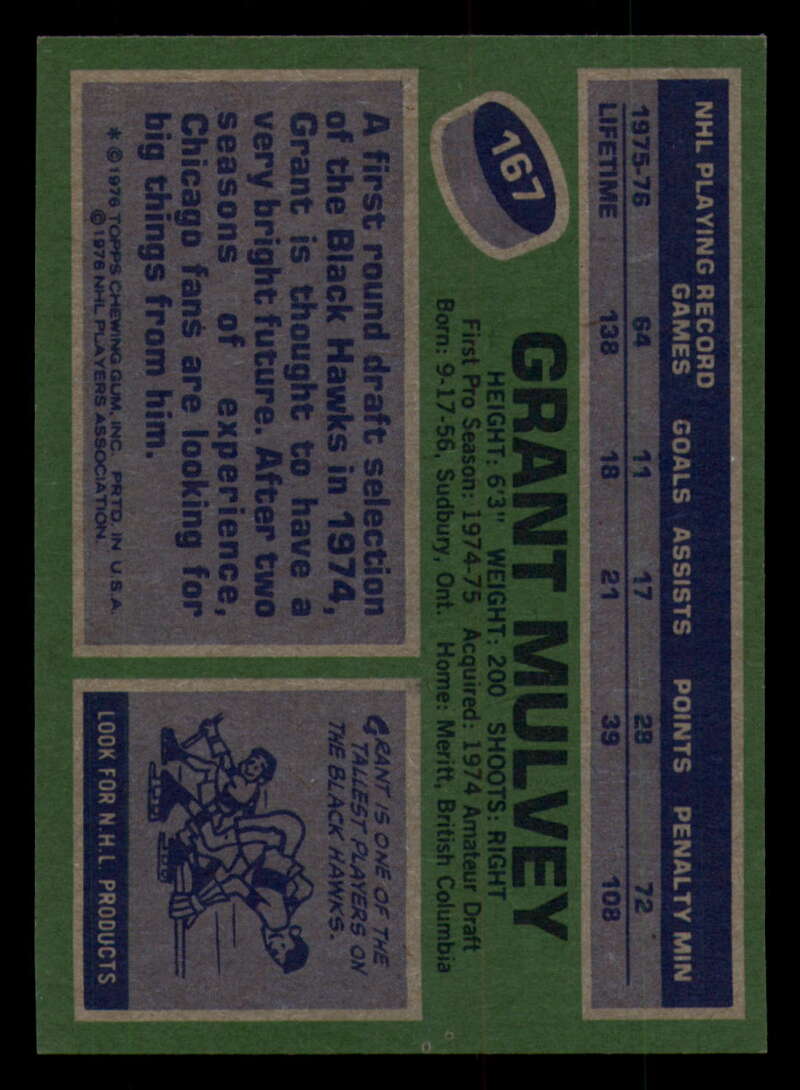 NHL PLAYING RECORD
GAMES GOALS ASSISTS POINTS PENALTY MIN
1975-76 64 11 17 28 72
LIFETIME 138 18 21 39 108
167
GRANT MULVEY
HEIGHT: 6'3" WEIGHT: 200 SHOOTS: RIGHT
First Pro Season: 1974-75 Acquired: 1974 Amateur Draft
Born: 9-17-56, Sudbury, Ont. Home: Meritt, British Columbia
A first round draft selection
of the Black Hawks in 1974,
Grant is thought to have a
very bright future. After two
seasons of experience,
Chicago fans are looking for
big things from him.
* © 1976 TOPPS CHEWING GUM, INC. PRTD. IN U.S.A.
© 1976 NHL PLAYERS ASSOCIATION.
GRANT IS ONE OF THE
TALLEST PLAYERS ON
THE BLACK HAWKS.
LOOK FOR N.H.L. PRODUCTS